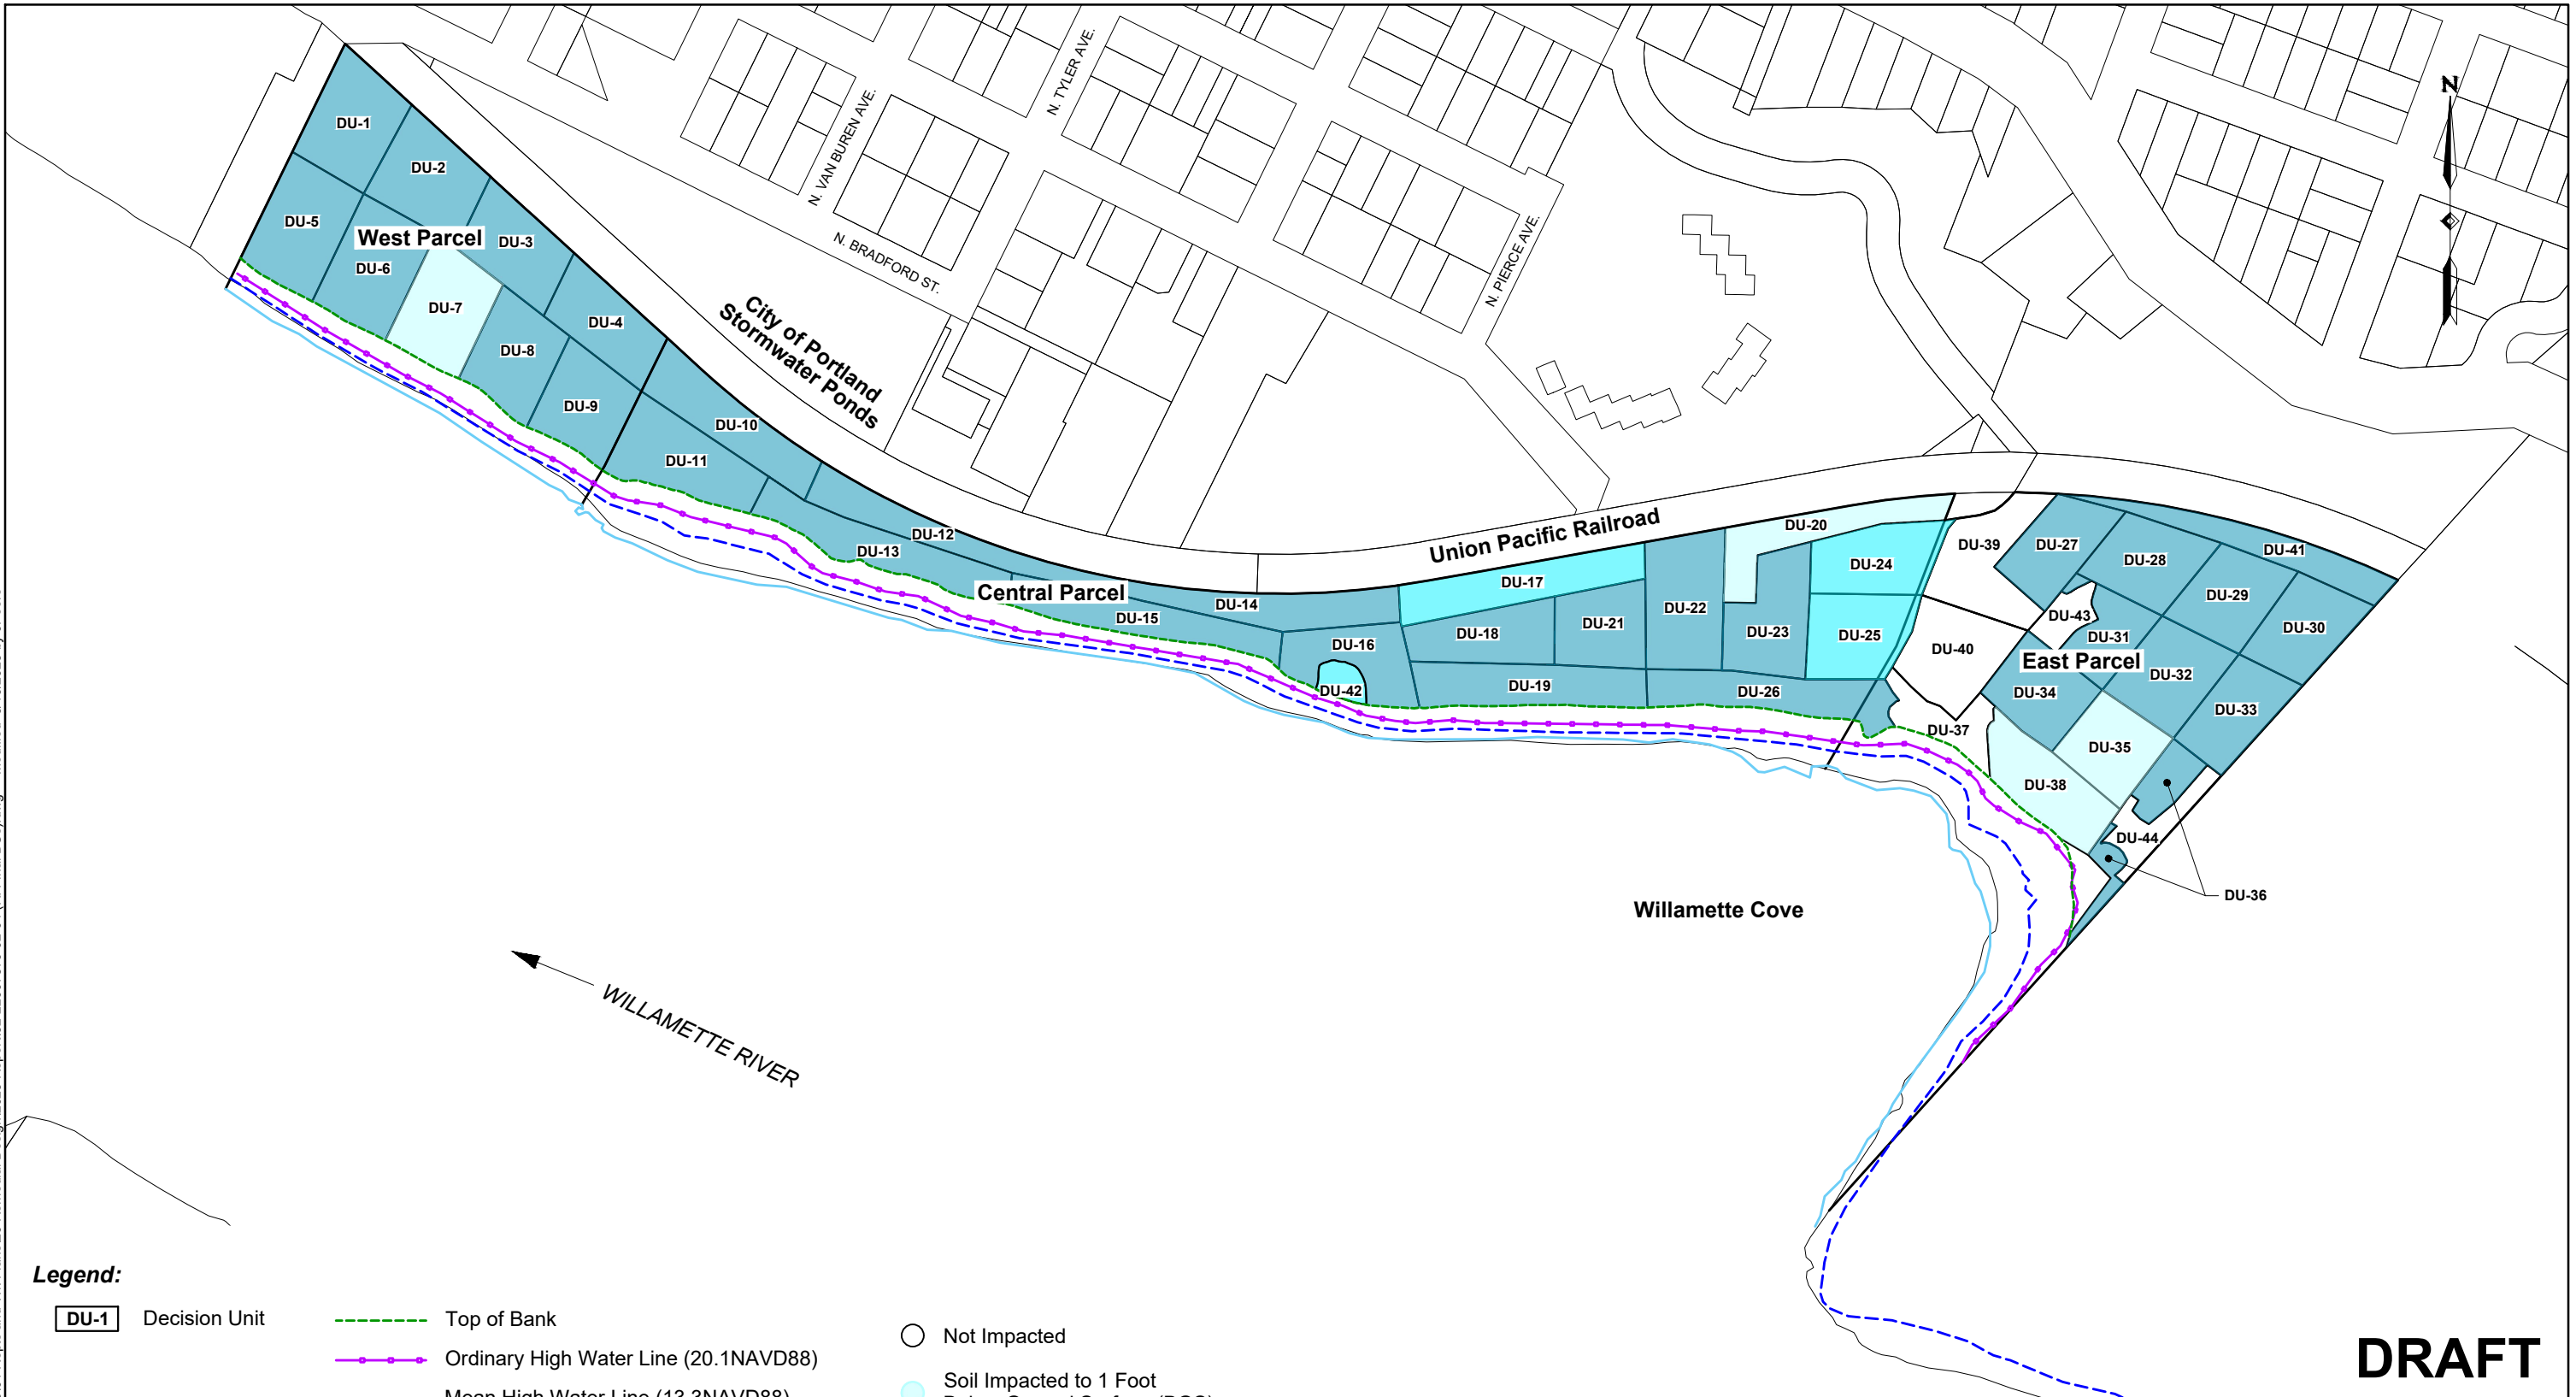 N. TYLER AVE.
N. VAN BUREN AVE.
N. BRADFORD ST.
N. PIERCE AVE.
N
City of Portland
Stormwater Ponds
Union Pacific Railroad
DU-1
DU-2
DU-5
West Parcel
DU-3
DU-6
DU-7
DU-4
DU-8
DU-9
DU-10
DU-11
DU-12
DU-13
Central Parcel
DU-14
DU-15
DU-16
DU-42
DU-17
DU-18
DU-21
DU-19
DU-22
DU-20
DU-23
DU-24
DU-25
DU-26
DU-39
DU-27
DU-28
DU-41
DU-29
DU-30
DU-43
DU-31
DU-40
East Parcel
DU-32
DU-34
DU-33
DU-37
DU-35
DU-38
DU-44
DU-36
Willamette Cove
WILLAMETTE RIVER
Legend:
DU-1 Decision Unit
Top of Bank
Ordinary High Water Line (20.1NAVD88)
Mean High Water Line (13.3NAVD88)
Not Impacted
Soil Impacted to 1 Foot
DRAFT